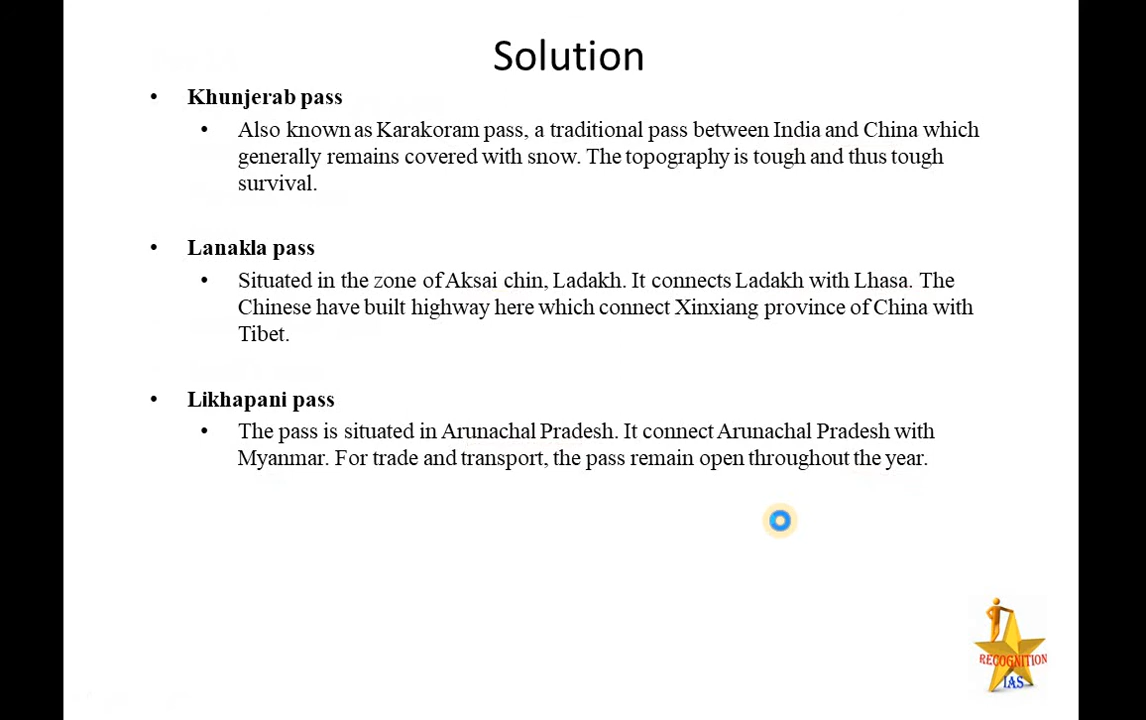 Solution
• Khunjerab pass
• Also known as Karakoram pass, a traditional pass between India and China which
generally remains covered with snow. The topography is tough and thus tough
survival.
• Lanakla pass
• Situated in the zone of Aksai chin, Ladakh. It connects Ladakh with Lhasa. The
Chinese have built highway here which connect Xinxiang province of China with
Tibet.
• Likhapani pass
• The pass is situated in Arunachal Pradesh. It connect Arunachal Pradesh with
Myanmar. For trade and transport, the pass remain open throughout the year.
RECOGNITION
IAS